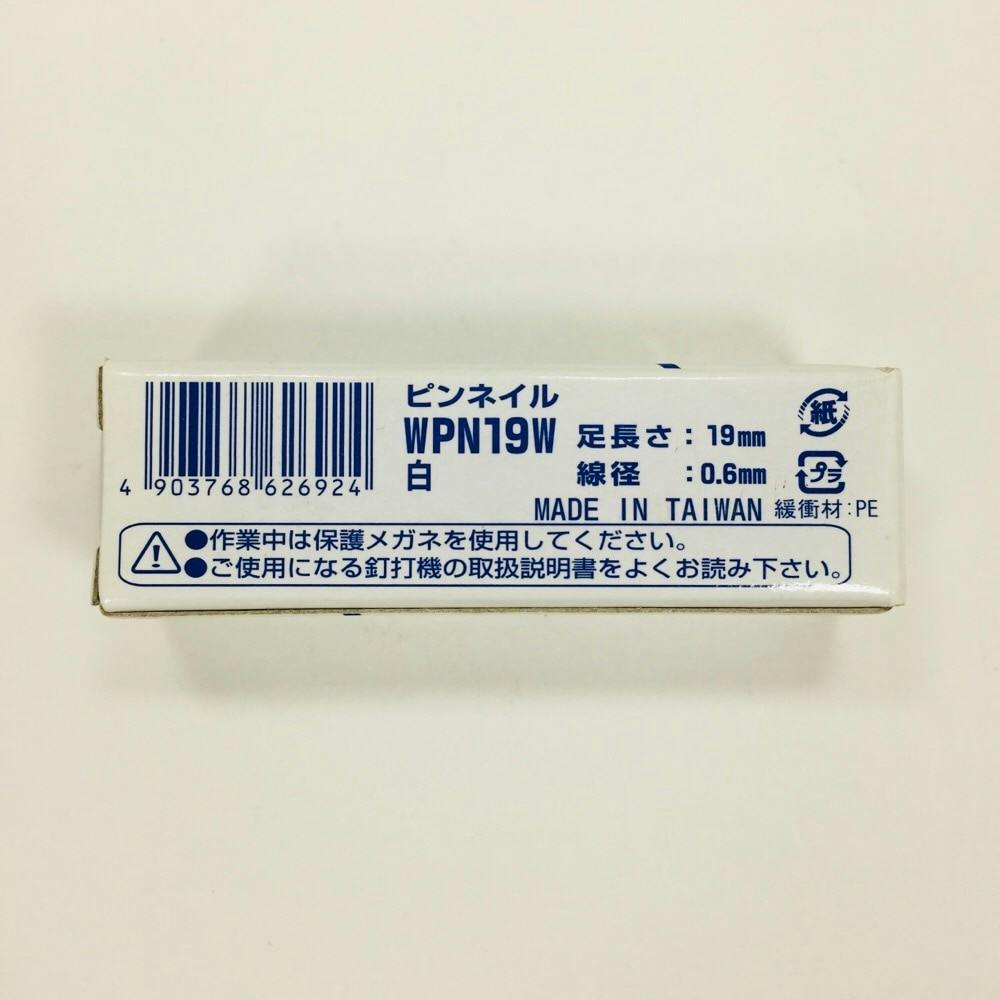 ピンネイル
WPN19W
白
足長さ：19mm
線径　：0.6mm
MADE IN TAIWAN
緩衝材：PE
紙
プラ
4 903768 626924
●作業中は保護メガネを使用してください。
●ご使用になる釘打機の取扱説明書をよくお読み下さい。